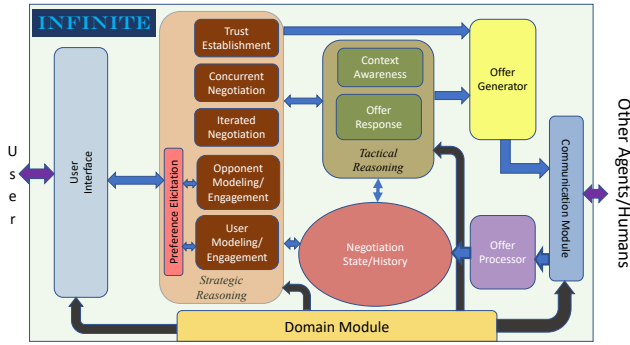 INFINITE
Trust
Establishment
Concurrent
Negotiation
Iterated
Negotiation
Opponent
Modeling/
Engagement
User
Modeling/
Engagement
Preference Elicitation
Strategic
Reasoning
Context
Awareness
Offer
Response
Tactical
Reasoning
Offer
Generator
User
User
Interface
Negotiation
State/History
Offer
Processor
Communication Module
Other Agents/Humans
Domain Module